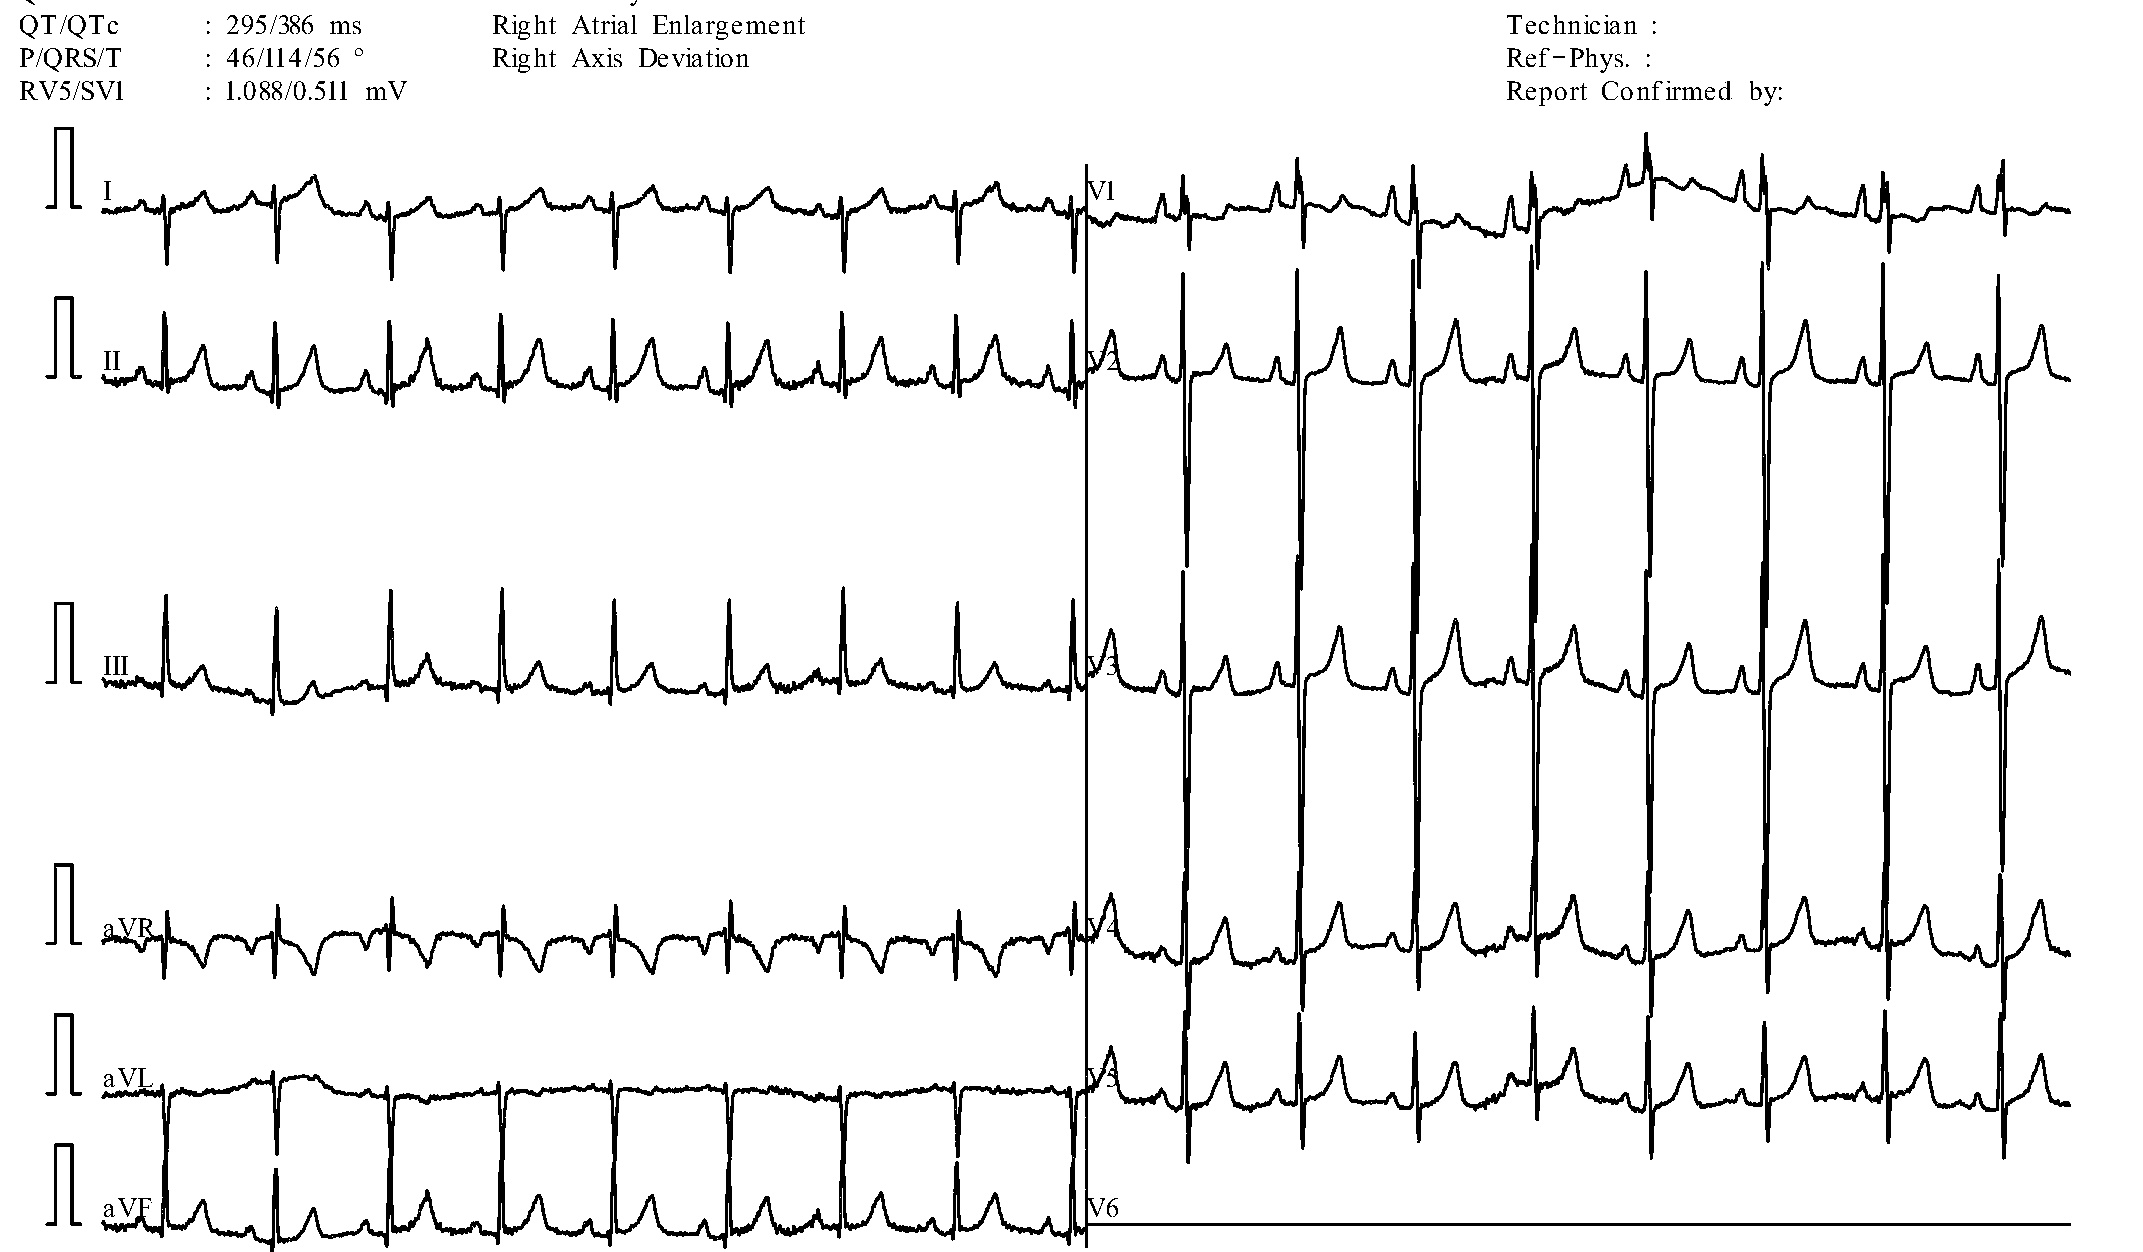 QT/QTc : 295/386 ms Right Atrial Enlargement Technician :
P/QRS/T : 46/114/56 ° Right Axis Deviation Ref-Phys. :
RV5/SV1 : 1.088/0.511 mV Report Confirmed by:
I V1
II V2
III V3
aVR V4
aVL V5
aVF V6